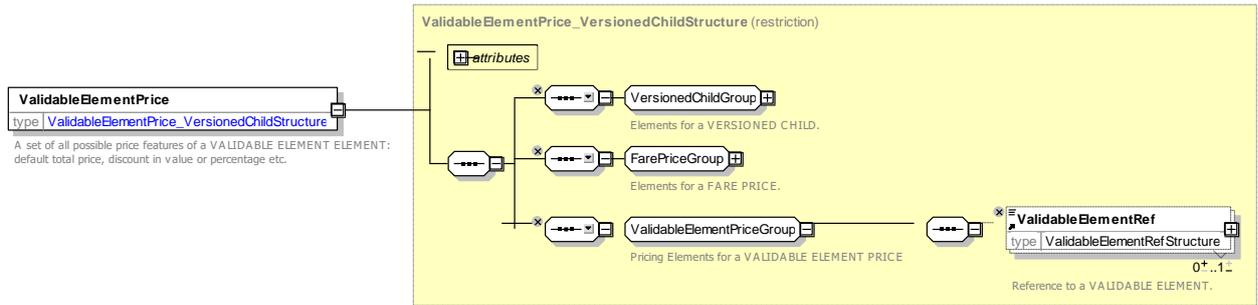 ValidableElementPrice_VersionedChildStructure (restriction)
attributes
ValidableElementPrice
type ValidableElementPrice_VersionedChildStructure
A set of all possible price features of a VALIDABLE ELEMENT ELEMENT:
default total price, discount in value or percentage etc.
VersionedChildGroup
Elements for a VERSIONED CHILD.
FarePriceGroup
Elements for a FARE PRICE.
ValidableElementPriceGroup
Pricing Elements for a VALIDABLE ELEMENT PRICE
ValidableElementRef
type ValidableElementRefStructure
0..1
Reference to a VALIDABLE ELEMENT.